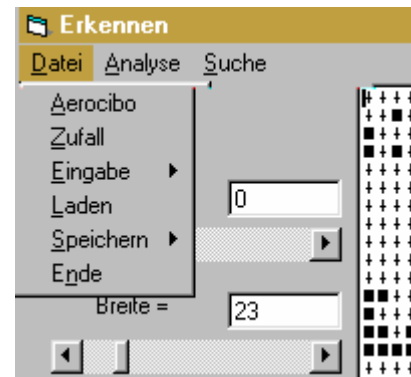 Erkennen
Datei Analyse Suche
Aerocibo
Zufall
Eingabe
Laden
0
Speichern
Ende
Breite =
23